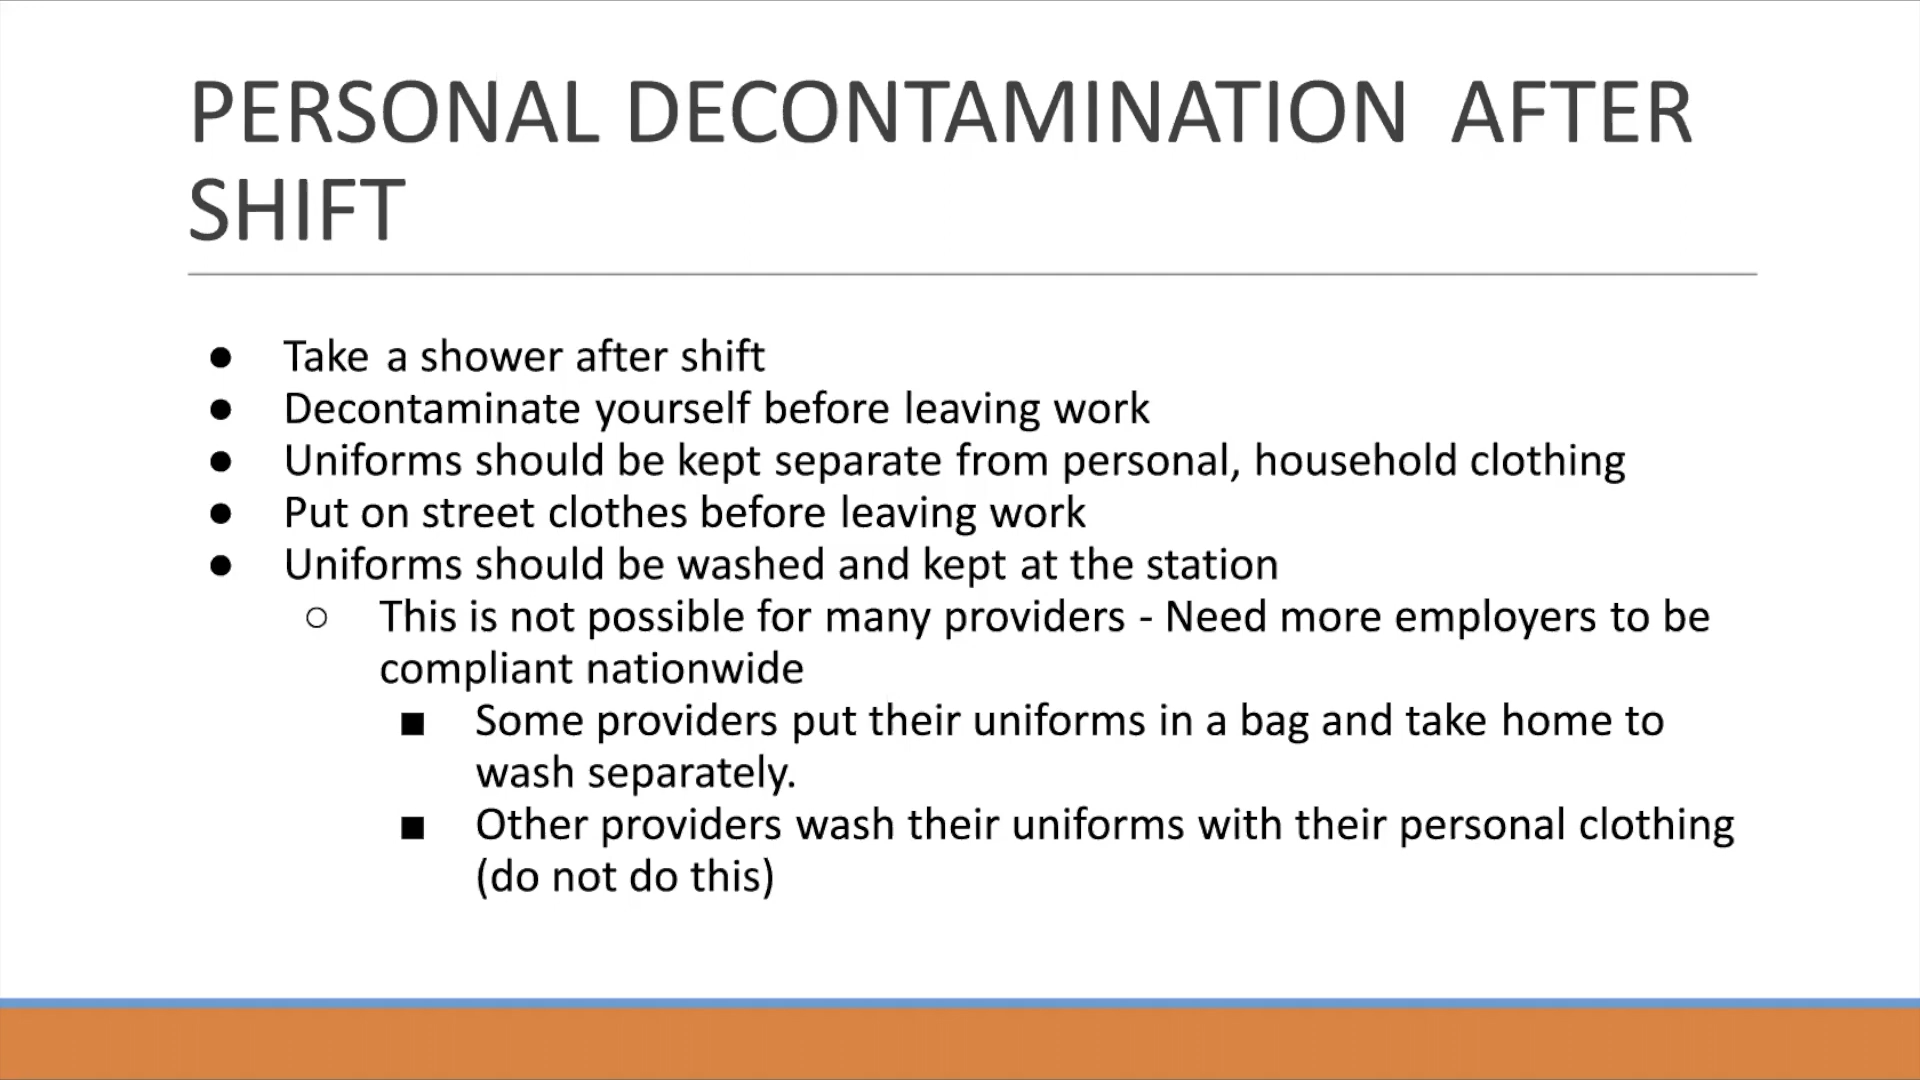 PERSONAL DECONTAMINATION AFTER
SHIFT
● Take a shower after shift
● Decontaminate yourself before leaving work
● Uniforms should be kept separate from personal, household clothing
● Put on street clothes before leaving work
● Uniforms should be washed and kept at the station
○ This is not possible for many providers - Need more employers to be
compliant nationwide
■ Some providers put their uniforms in a bag and take home to
wash separately.
■ Other providers wash their uniforms with their personal clothing
(do not do this)